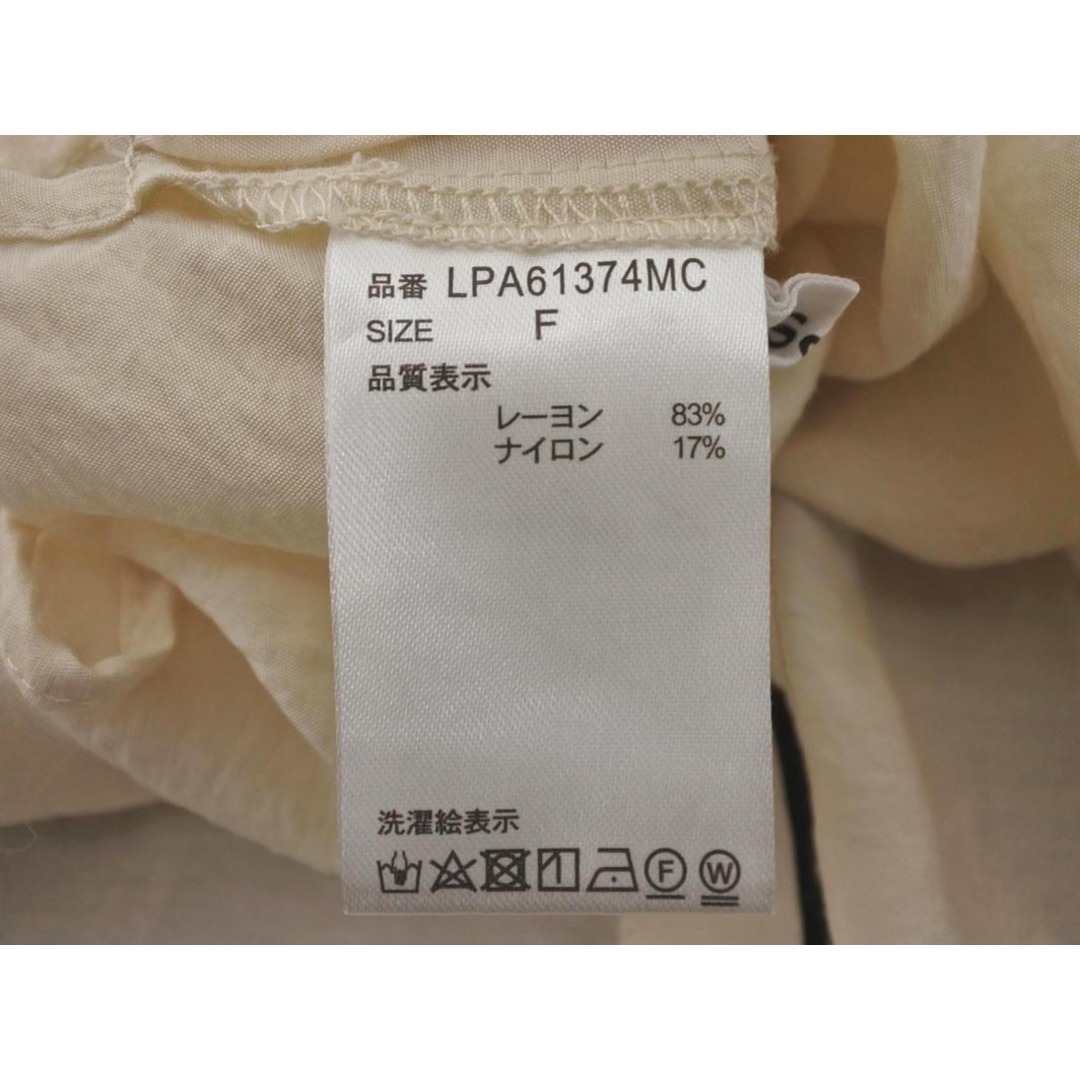 品番 LPA61374MC
SIZE F
品質表示
レーヨン 83%
ナイロン 17%
洗濯絵表示
F W